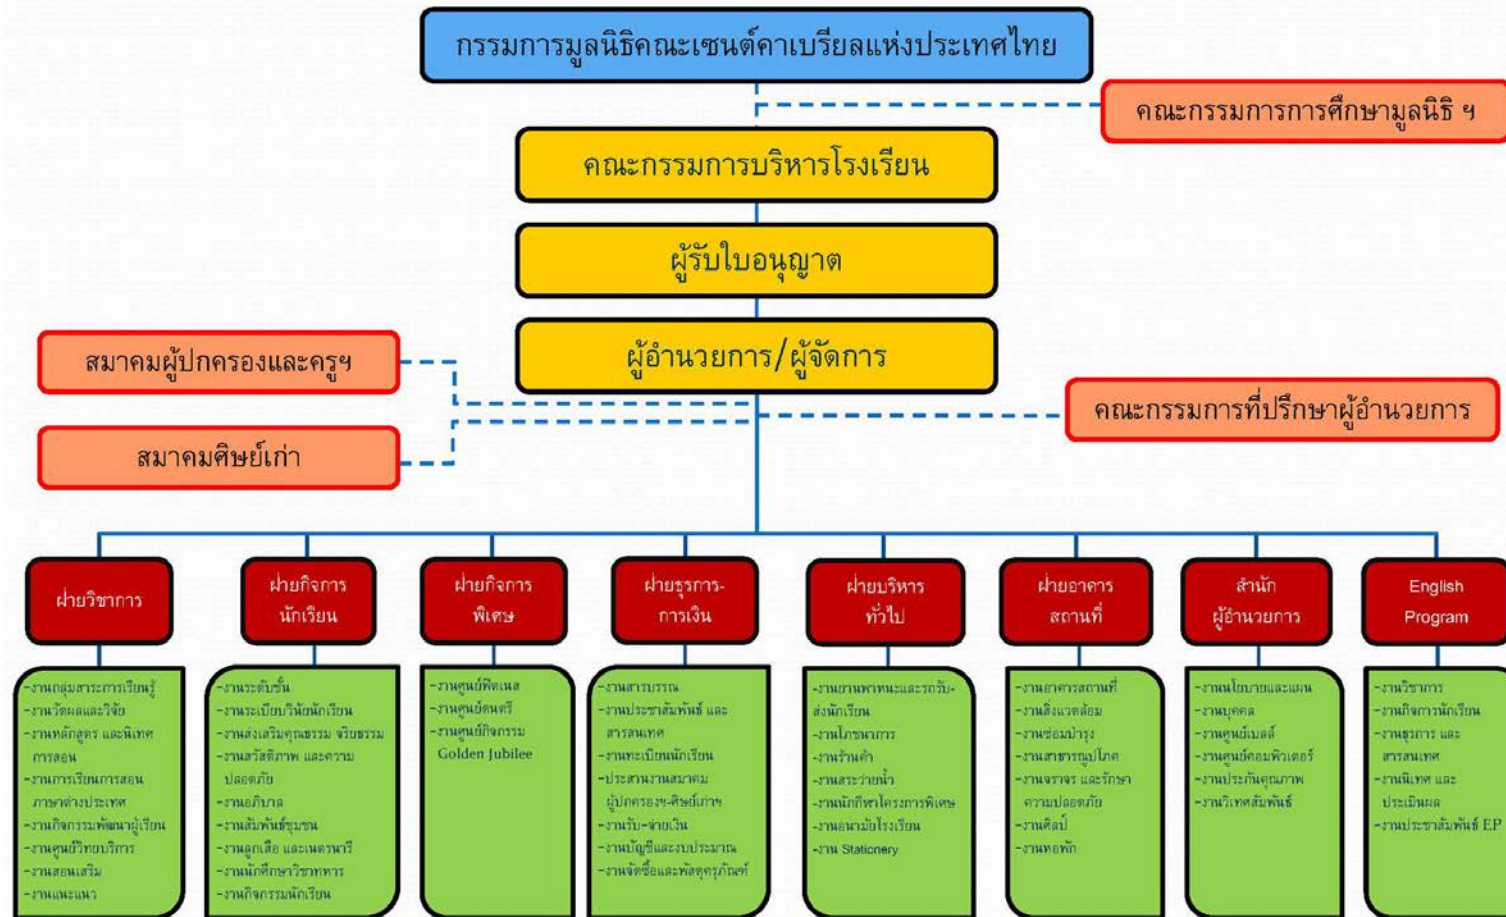 กรรมการมูลนิธิคณะเซนต์คาเบรียลแห่งประเทศไทย
คณะกรรมการการศึกษามูลนิธิ ฯ
คณะกรรมการบริหารโรงเรียน
ผู้รับใบอนุญาต
ผู้อำนวยการ/ผู้จัดการ
สมาคมผู้ปกครองและครูฯ
คณะกรรมการที่ปรึกษาผู้อำนวยการ
สมาคมศิษย์เก่า
ฝ่ายวิชาการ
-งานกลุ่มสาระการเรียนรู้
-งานวัดผลและวิจัย
-งานหลักสูตร และนิเทศ
การสอน
-งานการเรียนการสอน
ภาษาต่างประเทศ
-งานกิจกรรมพัฒนาผู้เรียน
-งานศูนย์วิทยบริการ
-งานสอนเสริม
-งานแนะแนว
ฝ่ายกิจการ
นักเรียน
-งานระดับชั้น
-งานระเบียบวินัยนักเรียน
-งานส่งเสริมคุณธรรม จริยธรรม
-งานสวัสดิภาพ และความ
ปลอดภัย
-งานอภิบาล
-งานสัมพันธ์ชุมชน
-งานลูกเสือ และเนตรนารี
-งานนักศึกษาวิชาทหาร
-งานกิจกรรมนักเรียน
ฝ่ายกิจการ
พิเศษ
-งานศูนย์ฟิตเนส
-งานศูนย์ดนตรี
-งานศูนย์กิจกรรม
Golden Jubilee
ฝ่ายธุรการ-
การเงิน
-งานสารบรรณ
-งานประชาสัมพันธ์ และ
สารสนเทศ
-งานทะเบียนนักเรียน
-ประสานงานสมาคม
ผู้ปกครองฯ-ศิษย์เก่าฯ
-งานรับ-จ่ายเงิน
-งานบัญชีและงบประมาณ
-งานจัดซื้อและพัสดุครุภัณฑ์
ฝ่ายบริหาร
ทั่วไป
-งานยานพาหนะและรถรับ-
ส่งนักเรียน
-งานโภชนาการ
-งานร้านค้า
-งานสระว่ายน้ำ
-งานนักกีฬาโครงการพิเศษ
-งานอนามัยโรงเรียน
-งาน Stationery
ฝ่ายอาคาร
สถานที่
-งานอาคารสถานที่
-งานสิ่งแวดล้อม
-งานซ่อมบำรุง
-งานสาธารณูปโภค
-งานจราจร และรักษา
ความปลอดภัย
-งานศิลป์
-งานหอพัก
สำนัก
ผู้อำนวยการ
-งานนโยบายและแผน
-งานบุคคล
-งานศูนย์เบลล์
-งานศูนย์คอมพิวเตอร์
-งานประกันคุณภาพ
-งานวิเทศสัมพันธ์
English
Program
-งานวิชาการ
-งานกิจการนักเรียน
-งานธุรการ และ
สารสนเทศ
-งานนิเทศ และ
ประเมินผล
-งานประชาสัมพันธ์ EP